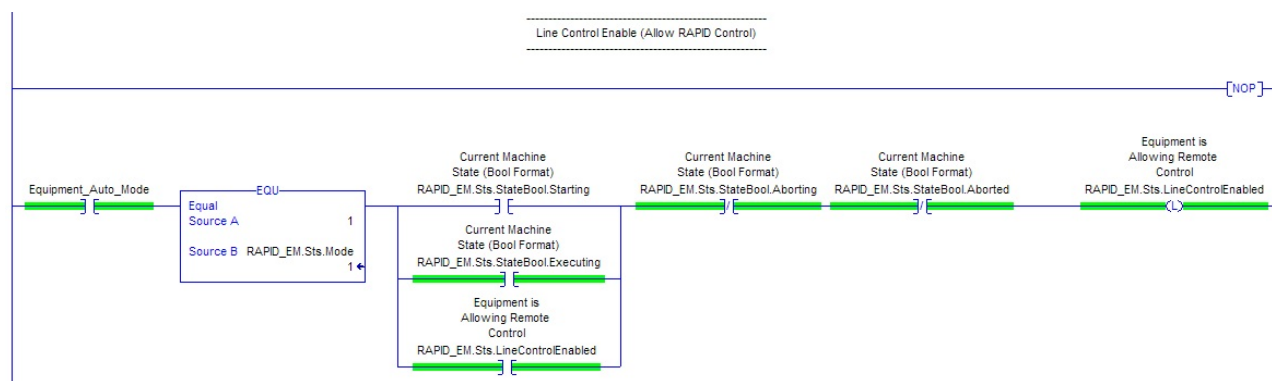 Line Control Enable (Allow RAPID Control)
NOP
Equipment_Auto_Mode
EQU
Equal
Source A 1
Source B RAPID_EM.Sts.Mode
1
Current Machine
State (Bool Format)
RAPID_EM.Sts.StateBool.Starting
Current Machine
State (Bool Format)
RAPID_EM.Sts.StateBool.Executing
Equipment is
Allowing Remote
Control
RAPID_EM.Sts.LineControlEnabled
Current Machine
State (Bool Format)
RAPID_EM.Sts.StateBool.Aborting
Current Machine
State (Bool Format)
RAPID_EM.Sts.StateBool.Aborted
Equipment is
Allowing Remote
Control
RAPID_EM.Sts.LineControlEnabled
L